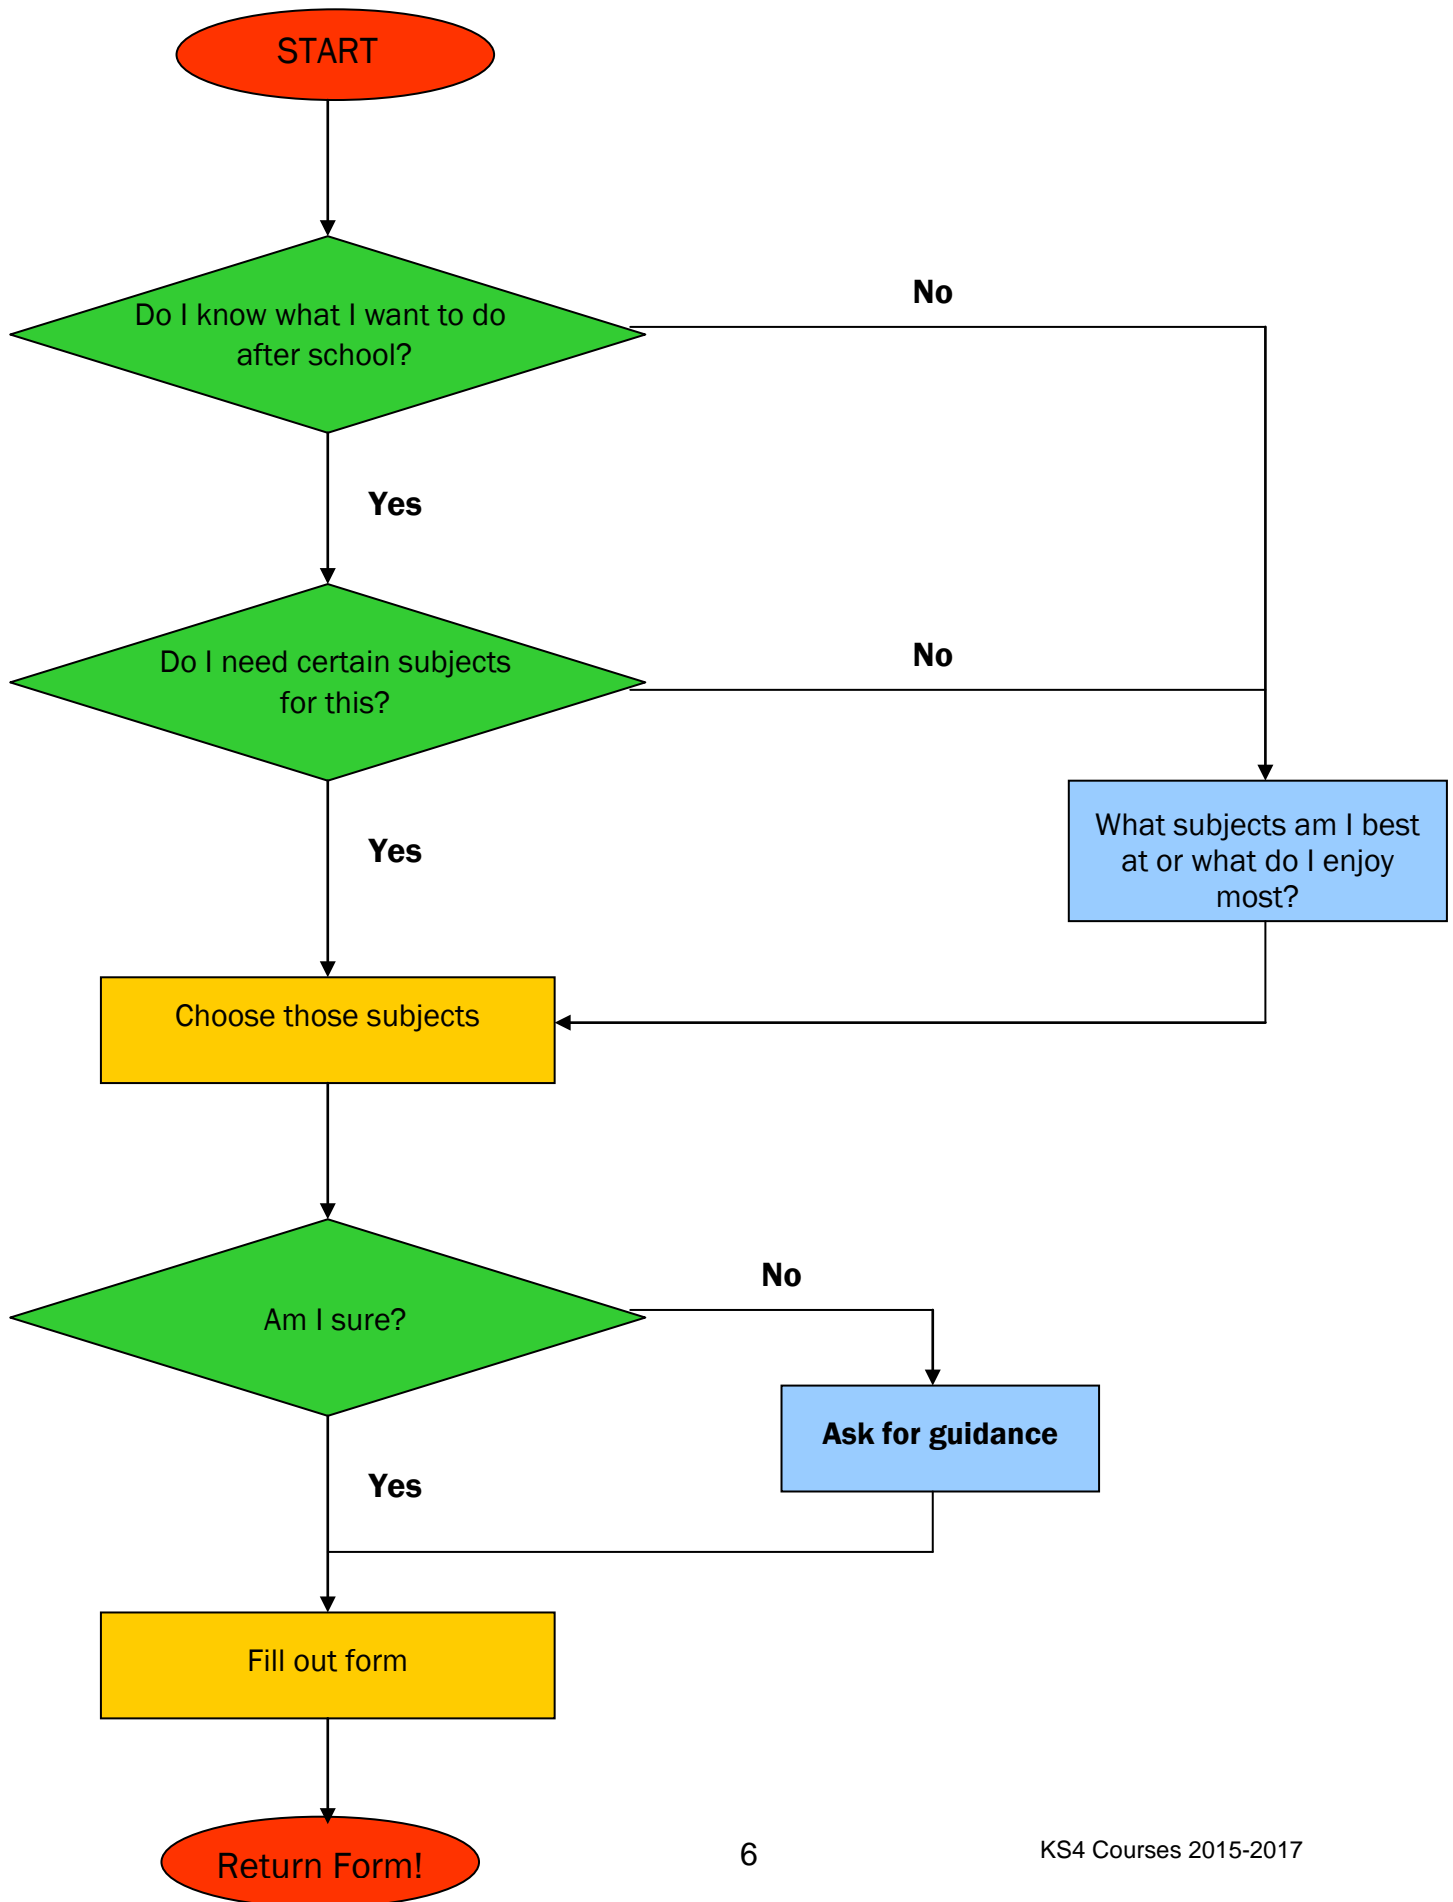 START
Do I know what I want to do
after school?
No
Yes
Do I need certain subjects
for this?
No
Yes
What subjects am I best
at or what do I enjoy
most?
Choose those subjects
Am I sure?
No
Ask for guidance
Yes
Fill out form
Return Form!
6
KS4 Courses 2015-2017